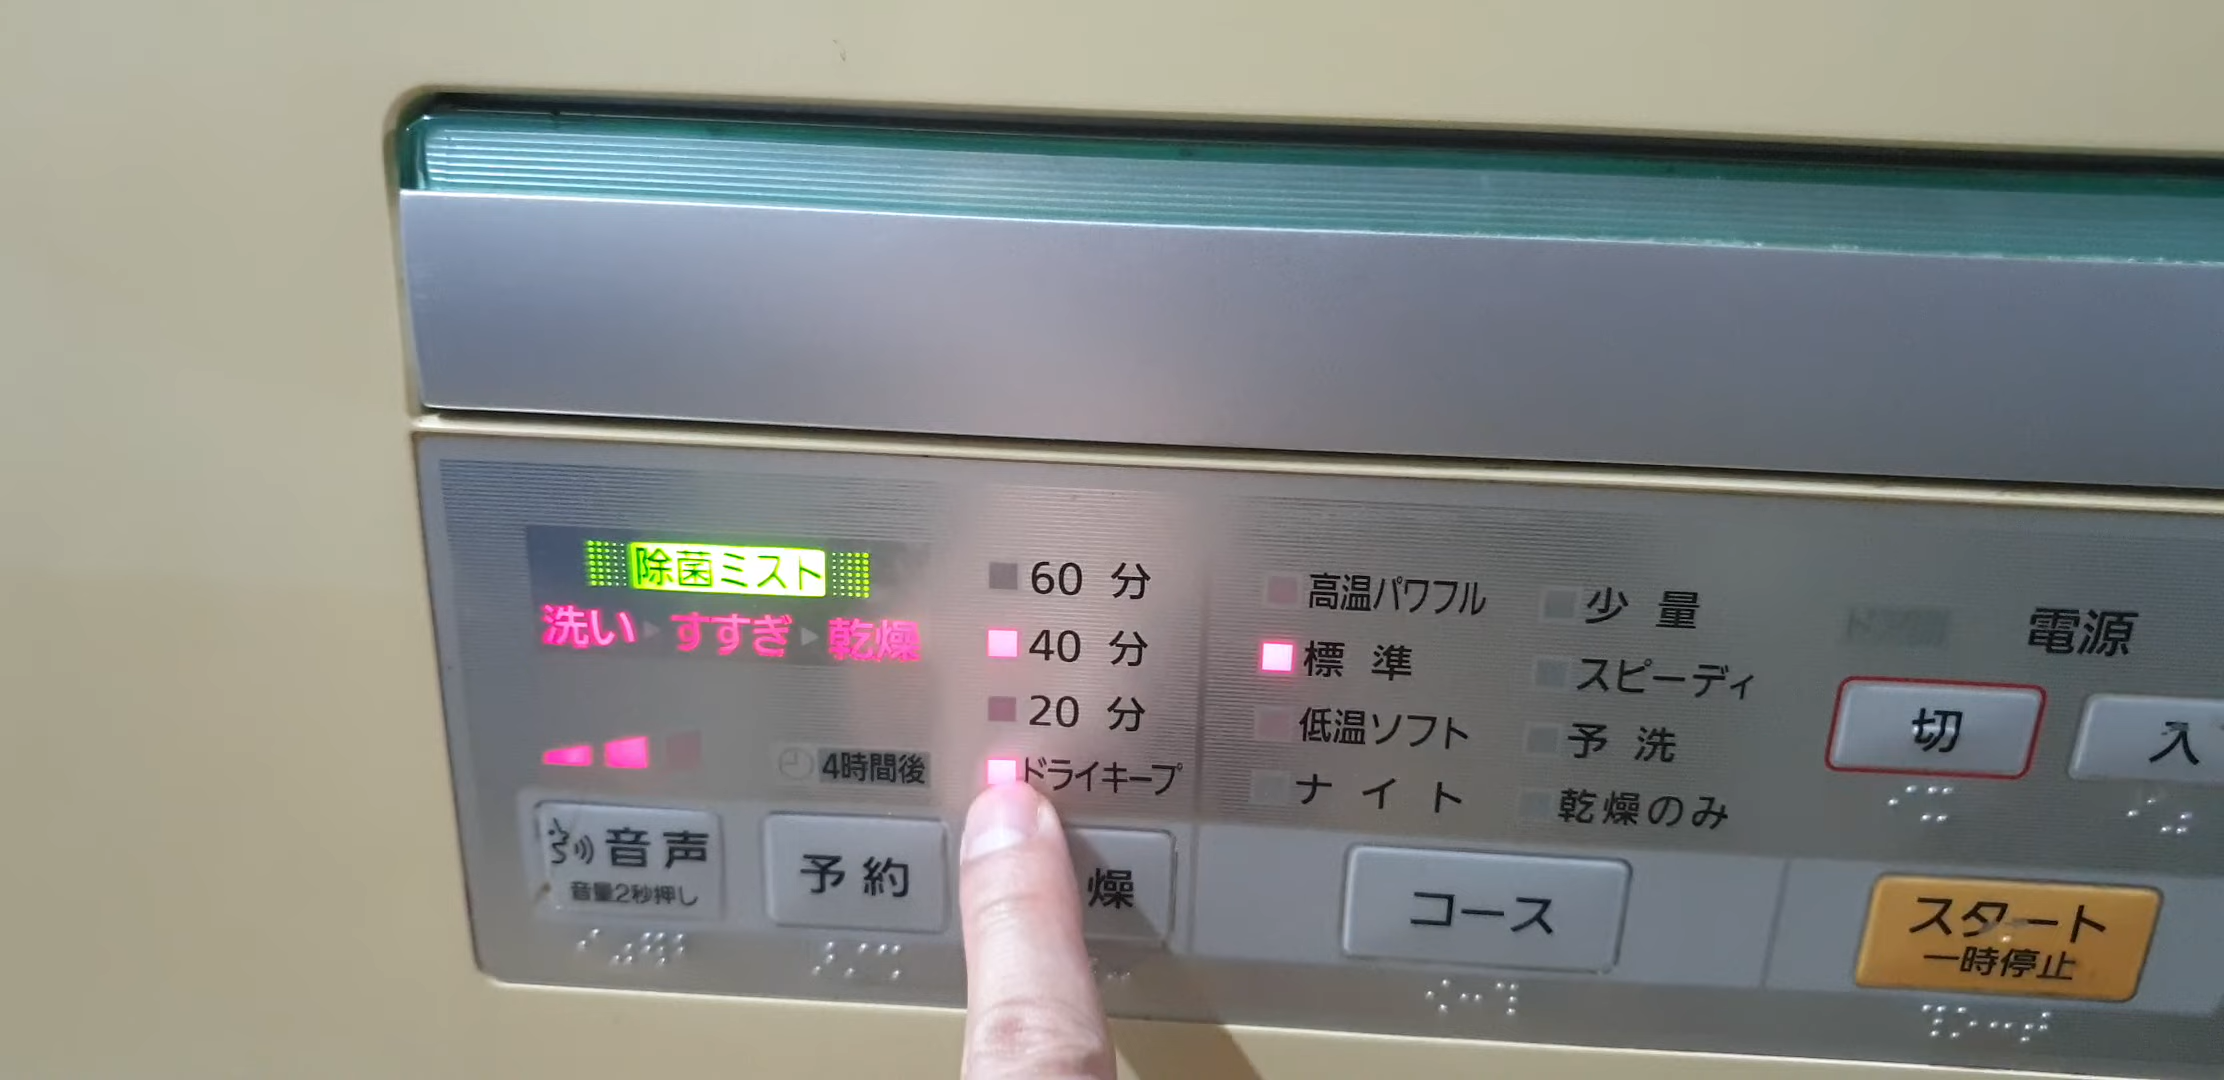 除菌ミスト
洗い▸すすぎ▸乾燥
4時間後
音声
音量2秒押し
予約
60 分
40 分
20 分
ドライキープ
燥
高温パワフル
標 準
低温ソフト
ナ イ ト
少 量
スピーディ
予 洗
乾燥のみ
コース
電源
切
入
スタート
一時停止